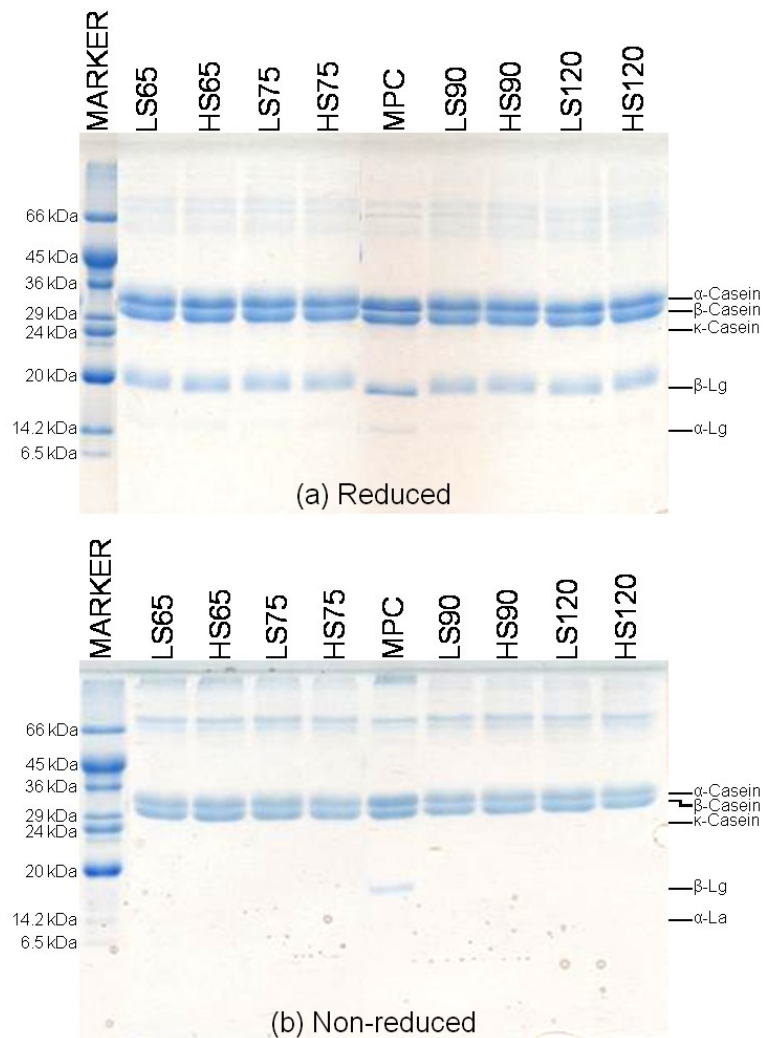 MARKER LS65 HS65 LS75 HS75 MPC LS90 HS90 LS120 HS120
66 kDa
45 kDa
36 kDa
29 kDa
24 kDa
20 kDa
14.2 kDa
6.5 kDa
α-Casein
β-Casein
κ-Casein
β-Lg
α-Lg
(a) Reduced
MARKER LS65 HS65 LS75 HS75 MPC LS90 HS90 LS120 HS120
66 kDa
45 kDa
36 kDa
29 kDa
24 kDa
20 kDa
14.2 kDa
6.5 kDa
α-Casein
β-Casein
κ-Casein
β-Lg
α-La
(b) Non-reduced